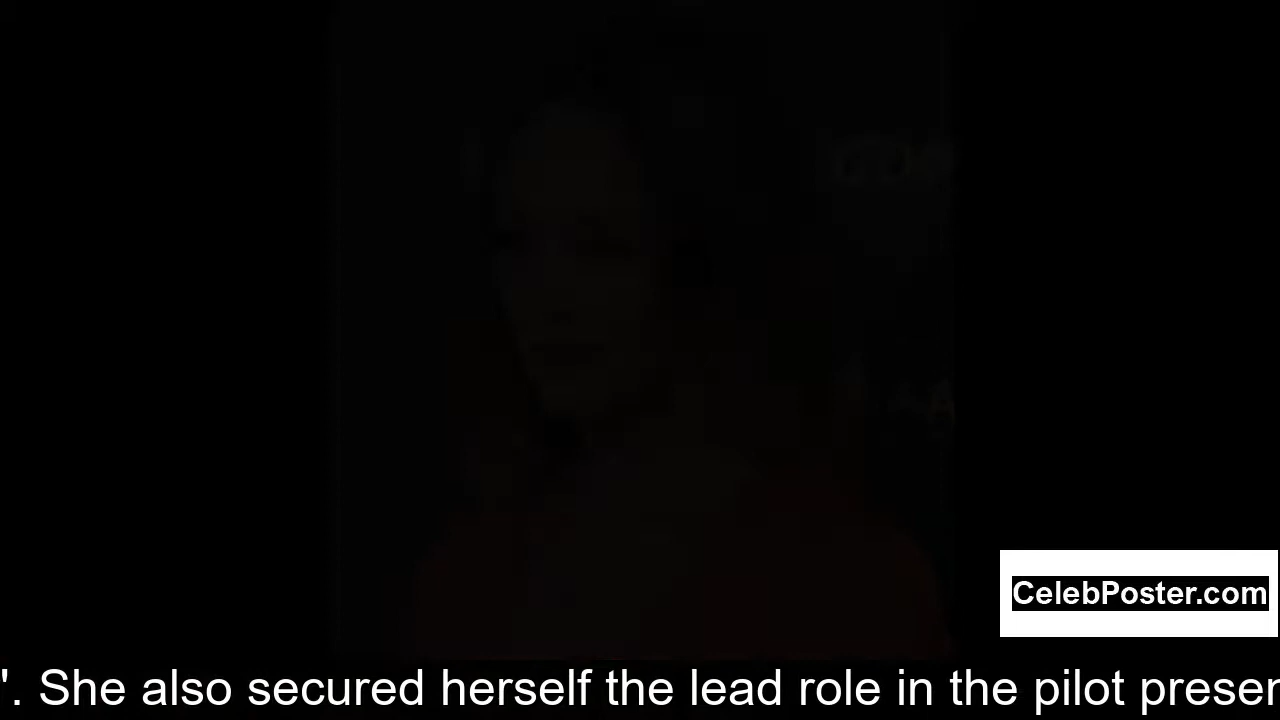 CelebPoster.com
'. She also secured herself the lead role in the pilot preser